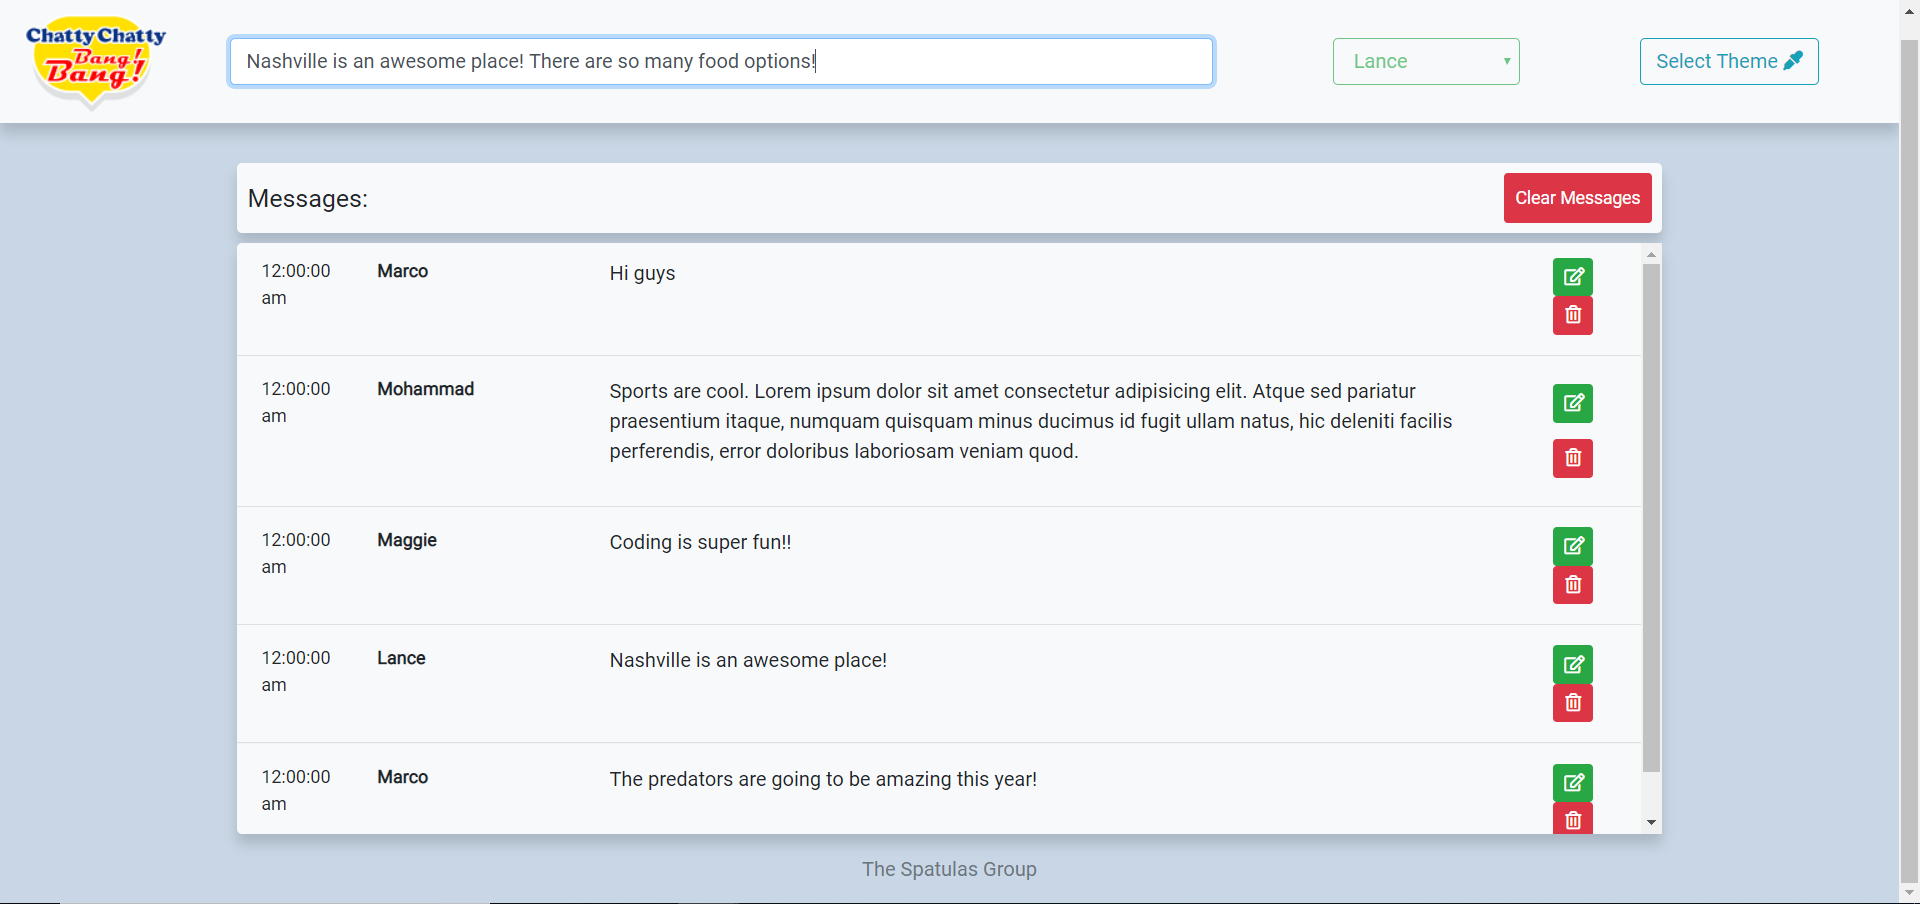 Chatty Chatty
Bang!
Bang!
Nashville is an awesome place! There are so many food options!
Lance
Select Theme
Messages:
Clear Messages
12:00:00
am
Marco
Hi guys
12:00:00
am
Mohammad
Sports are cool. Lorem ipsum dolor sit amet consectetur adipisicing elit. Atque sed pariatur
praesentium itaque, numquam quisquam minus ducimus id fugit ullam natus, hic deleniti facilis
perferendis, error doloribus laboriosam veniam quod.
12:00:00
am
Maggie
Coding is super fun!!
12:00:00
am
Lance
Nashville is an awesome place!
12:00:00
am
Marco
The predators are going to be amazing this year!
The Spatulas Group